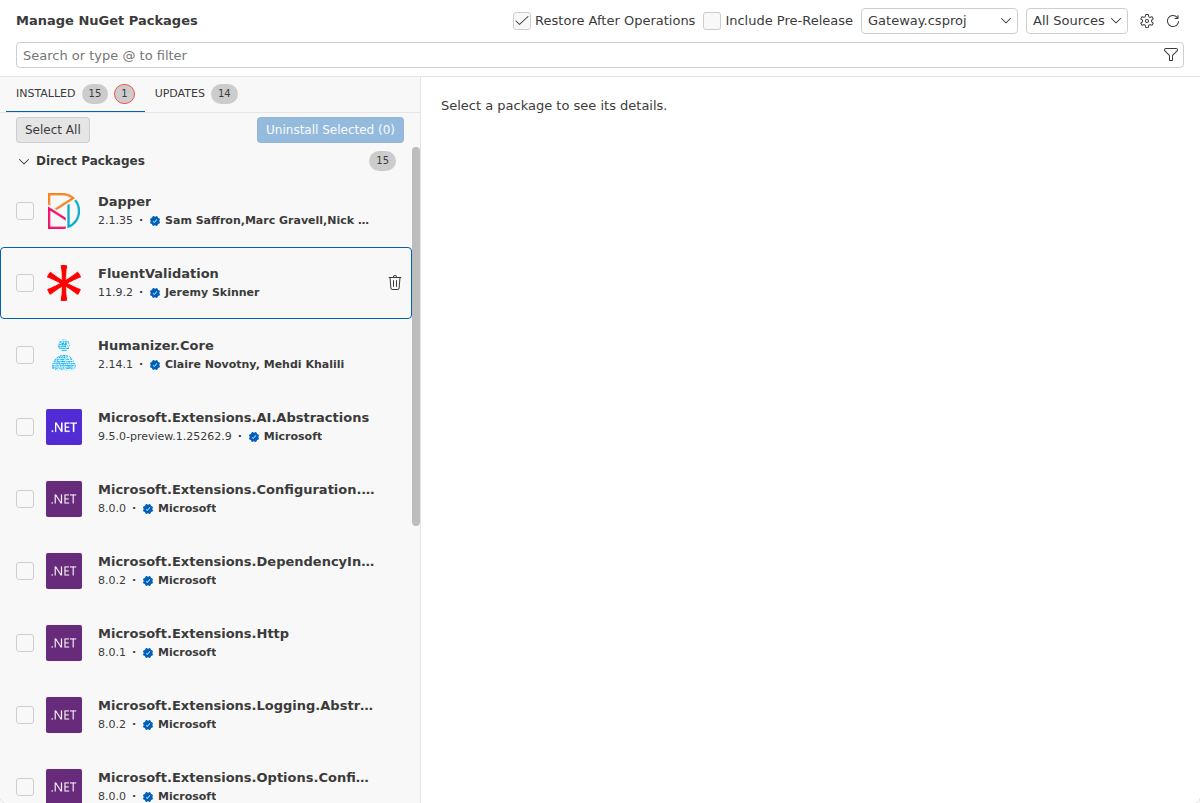 Manage NuGet Packages
Restore After Operations
Include Pre-Release
Gateway.csproj
All Sources
Search or type @ to filter
INSTALLED 15 1 UPDATES 14
Select All
Uninstall Selected (0)
Direct Packages 15
Dapper
2.1.35 · Sam Saffron,Marc Gravell,Nick ...
FluentValidation
11.9.2 · Jeremy Skinner
Humanizer.Core
2.14.1 · Claire Novotny, Mehdi Khalili
.NET
Microsoft.Extensions.AI.Abstractions
9.5.0-preview.1.25262.9 · Microsoft
.NET
Microsoft.Extensions.Configuration....
8.0.0 · Microsoft
.NET
Microsoft.Extensions.DependencyIn...
8.0.2 · Microsoft
.NET
Microsoft.Extensions.Http
8.0.1 · Microsoft
.NET
Microsoft.Extensions.Logging.Abstr...
8.0.2 · Microsoft
.NET
Microsoft.Extensions.Options.Confi...
8.0.0 · Microsoft
Select a package to see its details.